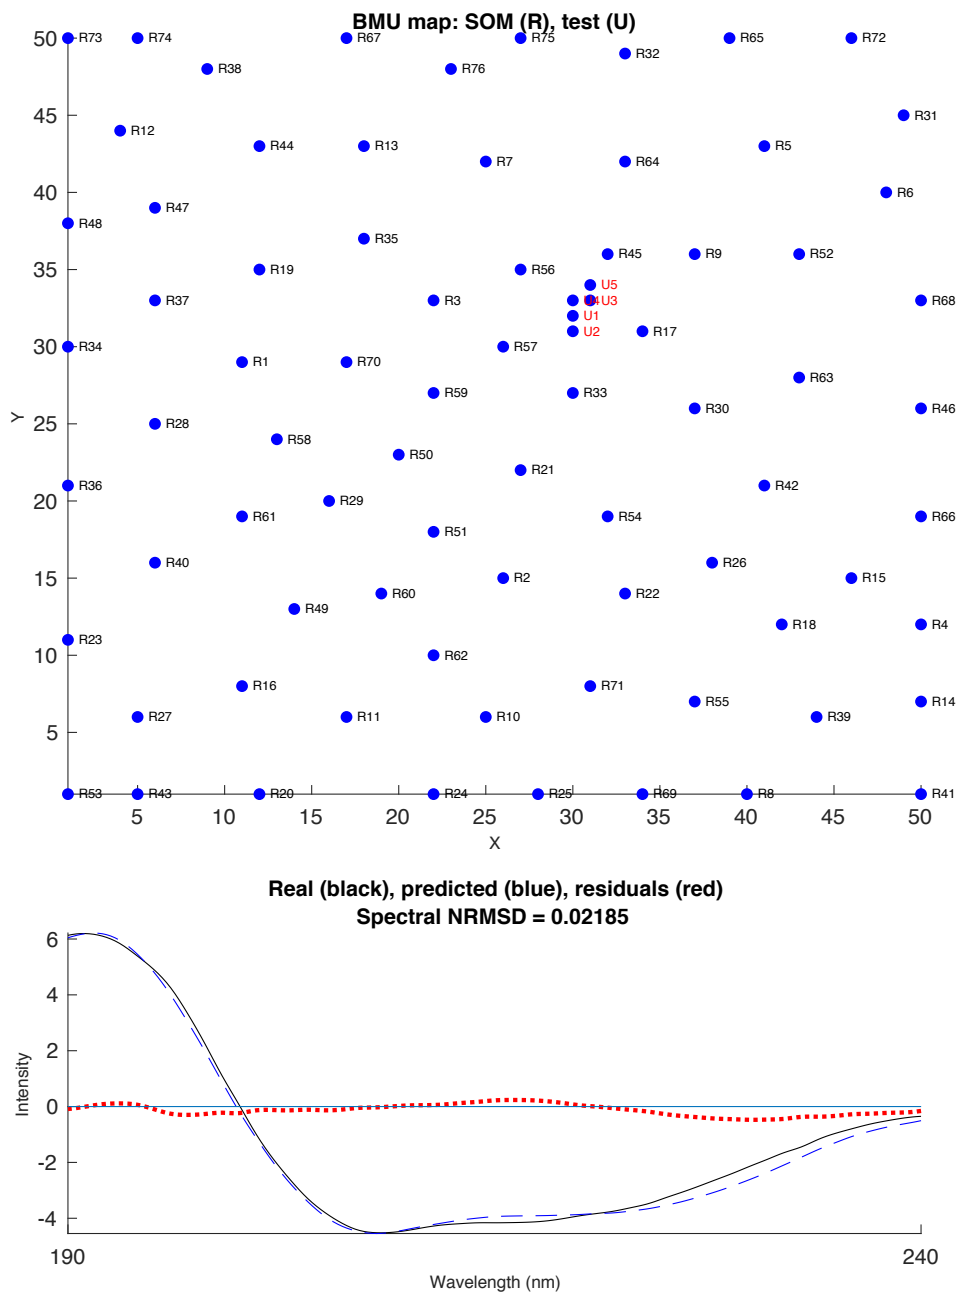 BMU map: SOM (R), test (U)
50
R73
R74
R67
R75
R65
R72
R32
R38
R76
45
R31
R12
R44
R13
R5
R7
R64
40
R6
R47
R48
R35
R45
R9
R52
35
R19
R56
U5
R37
R3
U4
U3
R68
U1
U2
R17
30
R34
R57
R1
R70
R63
R59
R33
R30
R46
25
R28
R58
R50
R21
R36
R42
20
R29
R61
R54
R66
R51
R40
R26
15
R2
R15
R60
R22
R49
R18
R4
R23
10
R62
R16
R71
R55
R14
R27
R11
R10
R39
5
R53
R43
R20
R24
R25
R69
R8
R41
5 10 15 20 25 30 35 40 45 50
X
Y
Real (black), predicted (blue), residuals (red)
Spectral NRMSD = 0.02185
6
4
2
0
-2
-4
Intensity
190 240
Wavelength (nm)